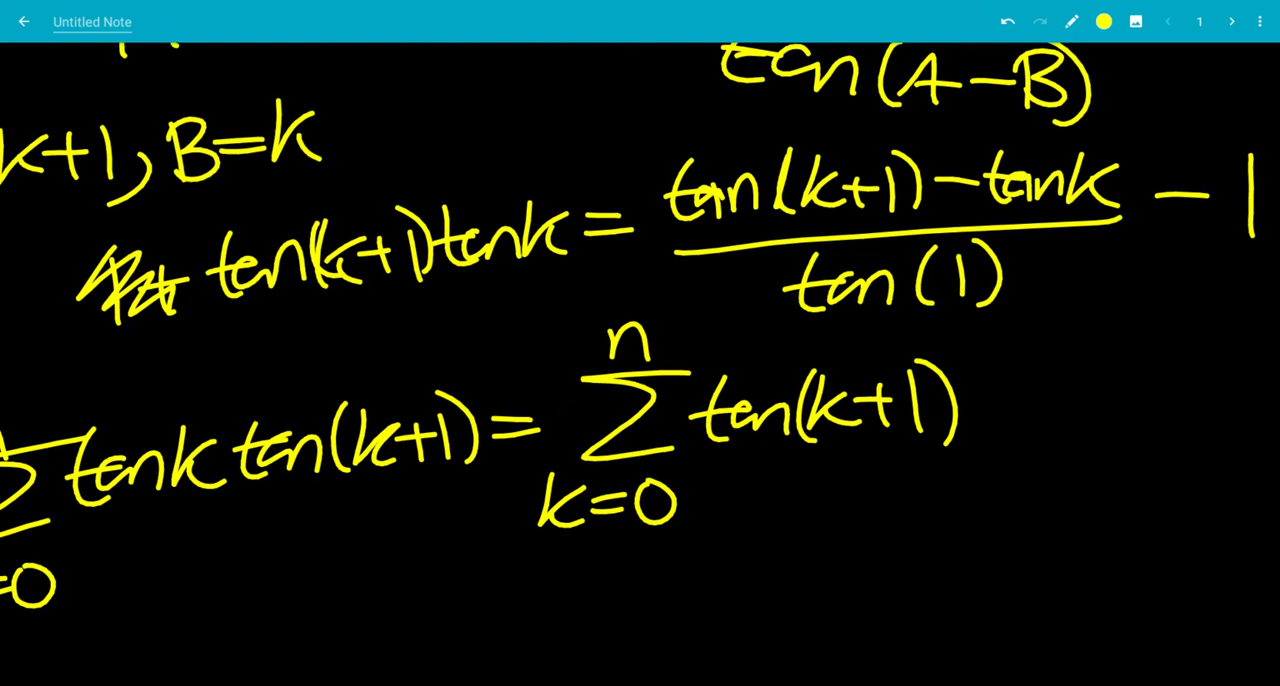 Untitled Note 1
tan(A-B)
k+1, B=k
tan(k+1)tank = tan(k+1)-tank / tan(1) - 1
∑ tank tan(k+1) = n ∑ k=0 tan(k+1)
=0